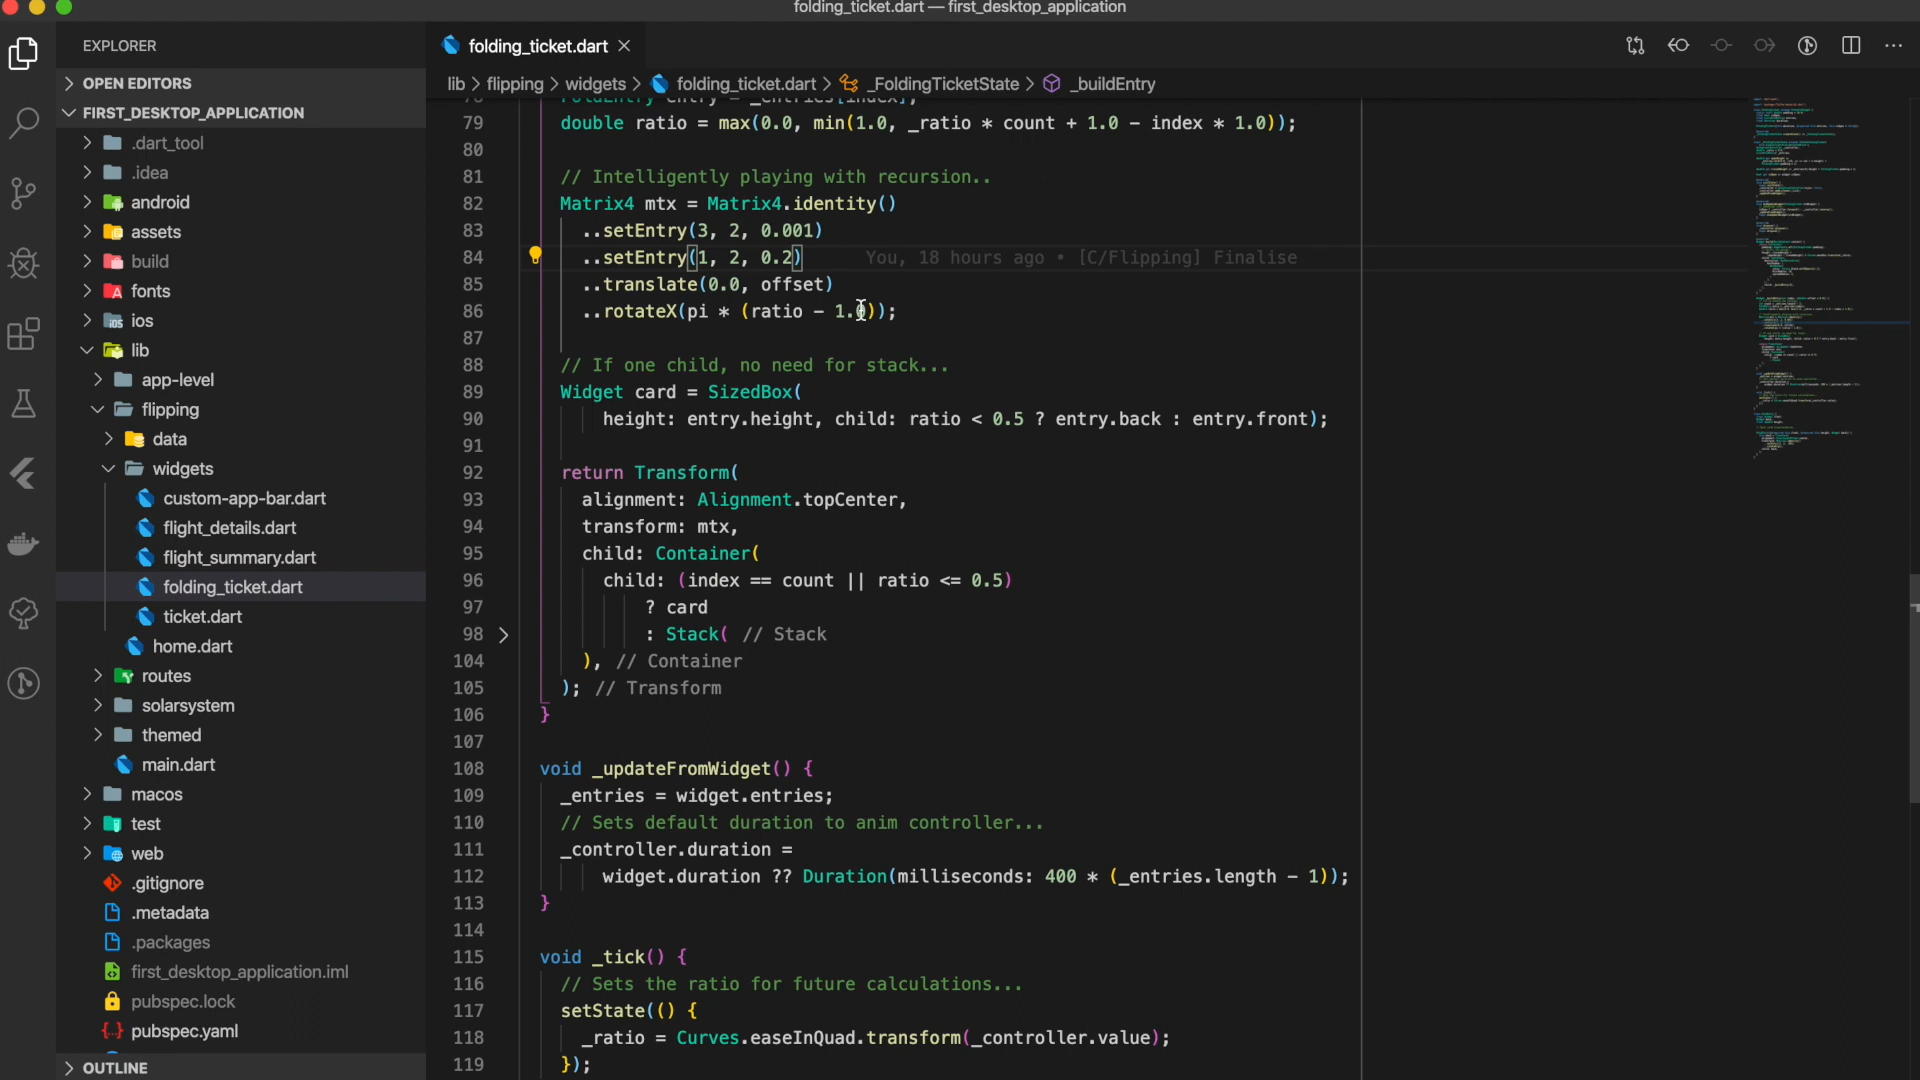 folding_ticket.dart — first_desktop_application
EXPLORER
OPEN EDITORS
FIRST_DESKTOP_APPLICATION
.dart_tool
.idea
android
assets
build
fonts
ios
lib
app-level
flipping
data
widgets
custom-app-bar.dart
flight_details.dart
flight_summary.dart
folding_ticket.dart
ticket.dart
home.dart
routes
solarsystem
themed
main.dart
macos
test
web
.gitignore
.metadata
.packages
first_desktop_application.iml
pubspec.lock
pubspec.yaml
OUTLINE
folding_ticket.dart
lib > flipping > widgets > folding_ticket.dart > _FoldingTicketState > _buildEntry
78 FoldEntry entry = _entries[index];
79 double ratio = max(0.0, min(1.0, _ratio * count + 1.0 - index * 1.0));
80
81 // Intelligently playing with recursion..
82 Matrix4 mtx = Matrix4.identity()
83 ..setEntry(3, 2, 0.001)
84 ..setEntry(1, 2, 0.2) You, 18 hours ago • [C/Flipping] Finalise
85 ..translate(0.0, offset)
86 ..rotateX(pi * (ratio - 1.0));
87
88 // If one child, no need for stack...
89 Widget card = SizedBox(
90 height: entry.height, child: ratio < 0.5 ? entry.back : entry.front);
91
92 return Transform(
93 alignment: Alignment.topCenter,
94 transform: mtx,
95 child: Container(
96 child: (index == count || ratio <= 0.5)
97 ? card
98 : Stack( // Stack
104 ), // Container
105 ); // Transform
106 }
107
108 void _updateFromWidget() {
109 _entries = widget.entries;
110 // Sets default duration to anim controller...
111 _controller.duration =
112 widget.duration ?? Duration(milliseconds: 400 * (_entries.length - 1));
113 }
114
115 void _tick() {
116 // Sets the ratio for future calculations...
117 setState(() {
118 _ratio = Curves.easeInQuad.transform(_controller.value);
119 });